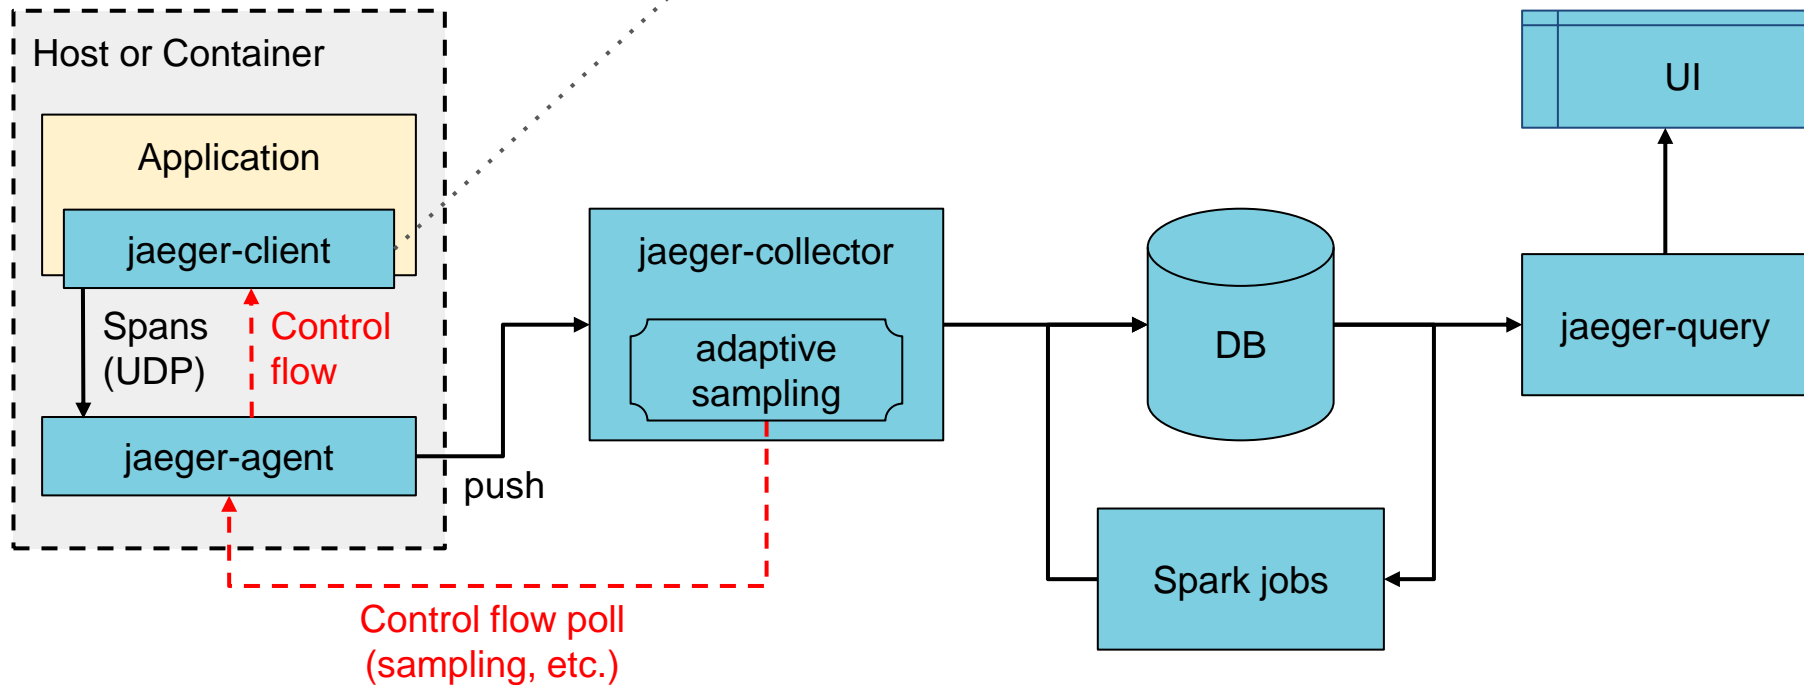 Host or Container
Application
jaeger-client
Spans
(UDP)
Control
flow
jaeger-agent
push
Control flow poll
(sampling, etc.)
jaeger-collector
adaptive
sampling
DB
Spark jobs
jaeger-query
UI